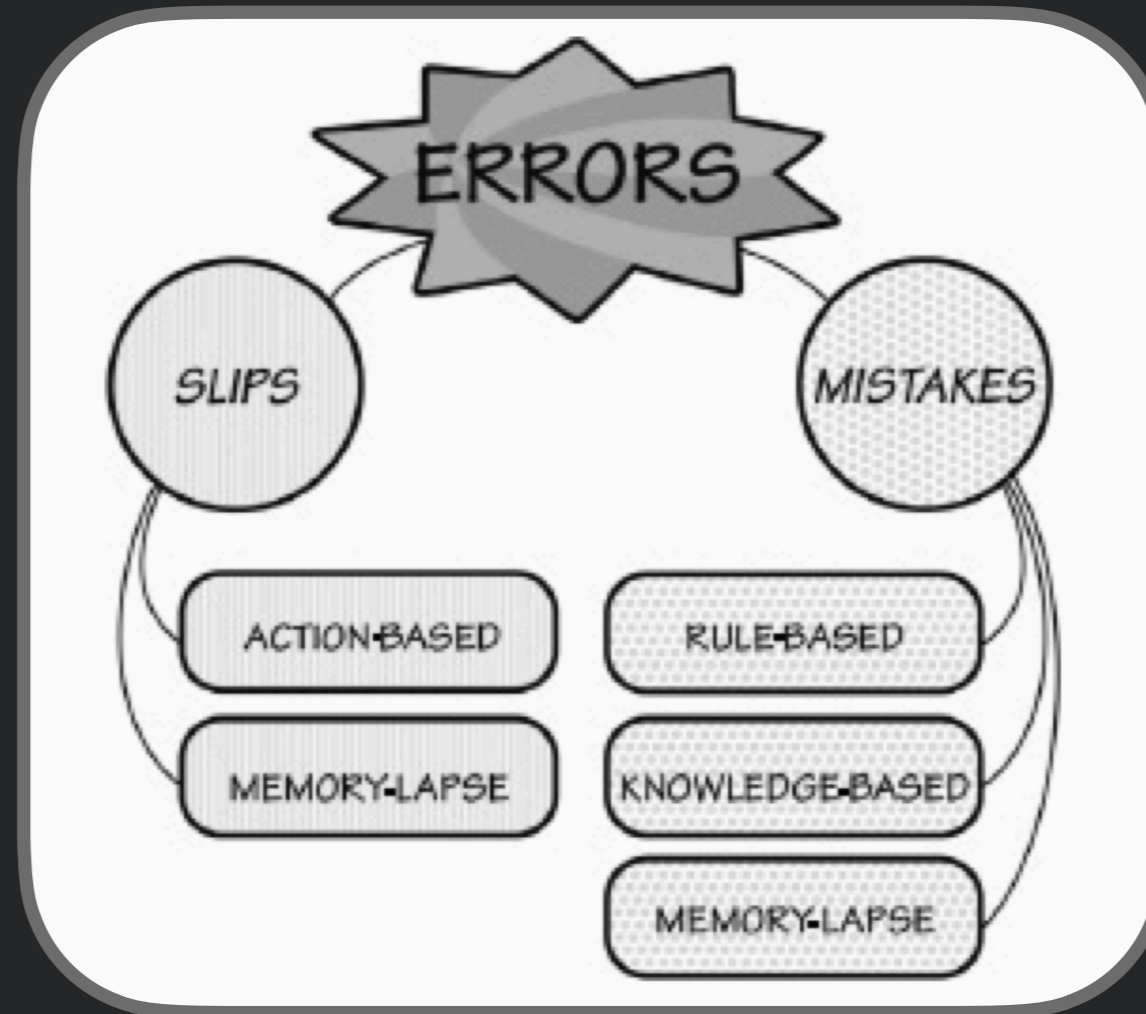 ERRORS
SLIPS
MISTAKES
ACTION-BASED
RULE-BASED
MEMORY-LAPSE
KNOWLEDGE-BASED
MEMORY-LAPSE